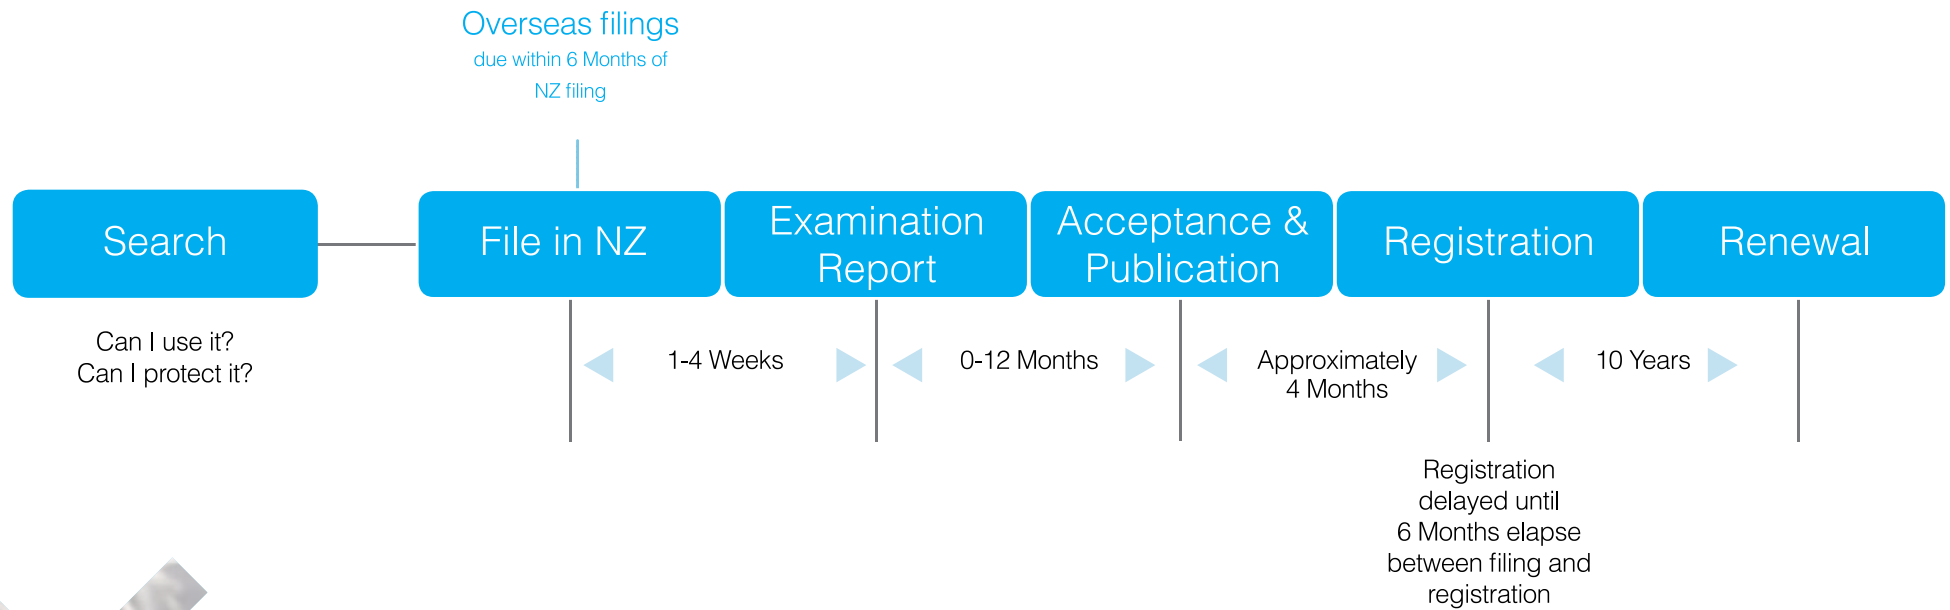 Overseas filings
due within 6 Months of
NZ filing
Search
File in NZ
Examination
Report
Acceptance &
Publication
Registration
Renewal
Can I use it?
Can I protect it?
1-4 Weeks
0-12 Months
Approximately
4 Months
10 Years
Registration
delayed until
6 Months elapse
between filing and
registration